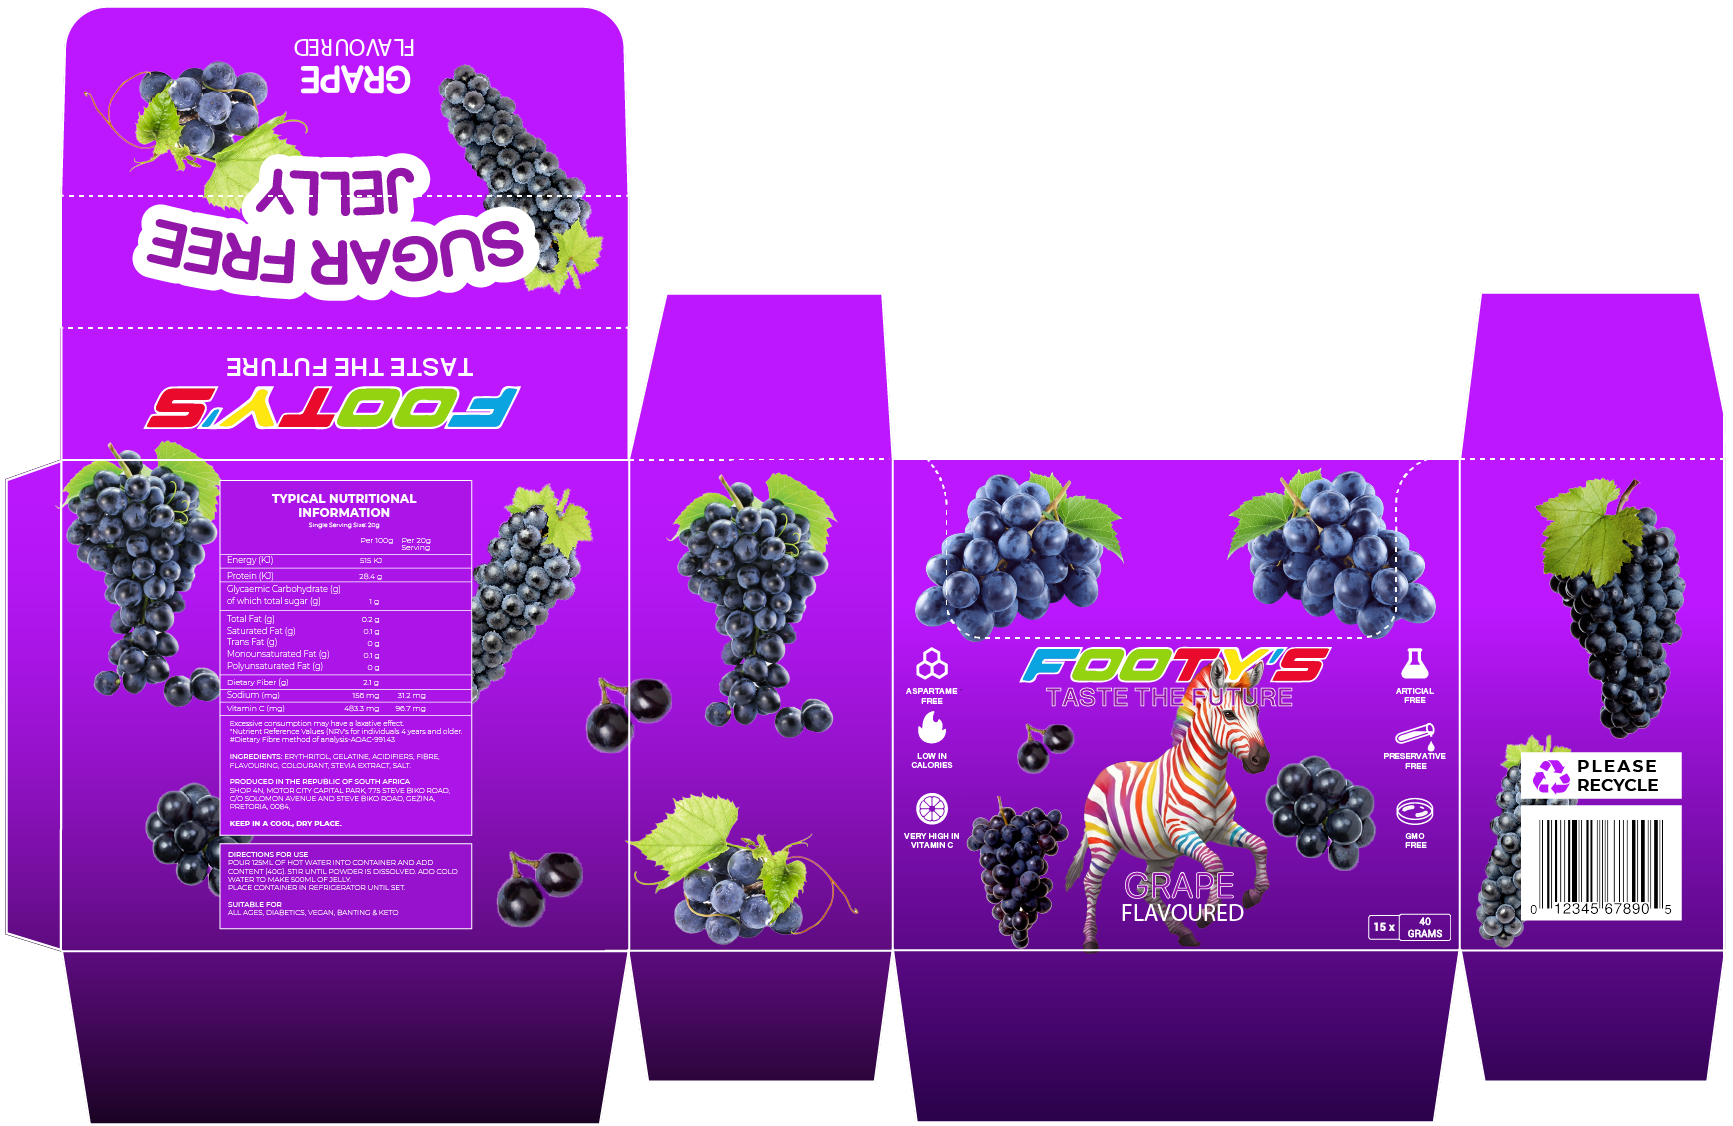 GRAPE
FLAVOURED
SUGAR FREE
JELLY
FOOTY'S
TASTE THE FUTURE
TYPICAL NUTRITIONAL
INFORMATION
Single Serving Size: 20g
Per 100g Per 20g
Serving
Energy (KJ) 515 KJ
Protein (KJ) 28.4 g
Glycaemic Carbohydrate (g)
of which total sugar (g) 1 g
Total Fat (g) 0.2 g
Saturated Fat (g) 0.1 g
Trans Fat (g) 0 g
Monounsaturated Fat (g) 0.1 g
Polyunsaturated Fat (g) 0 g
Dietary Fiber (g) 2.1 g
Sodium (mg) 156 mg 31.2 mg
Vitamin C (mg) 483.3 mg 96.7 mg
Excessive consumption may have a laxative effect.
*Nutrient Reference Values (NRV's for individuals 4 years and older.
#Dietary Fibre method of analysis-AOAC-991.43
INGREDIENTS: ERYTHRITOL, GELATINE, ACIDIFIERS, FIBRE,
FLAVOURING, COLOURANT, STEVIA EXTRACT, SALT.
PRODUCED IN THE REPUBLIC OF SOUTH AFRICA
SHOP 4N, MOTOR CITY CAPITAL PARK, 775 STEVE BIKO ROAD,
C/O SOLOMON AVENUE AND STEVE BIKO ROAD, GEZINA,
PRETORIA, 0084,
KEEP IN A COOL, DRY PLACE.
DIRECTIONS FOR USE
POUR 125ML OF HOT WATER INTO CONTAINER AND ADD
CONTENT (40G). STIR UNTIL POWDER IS DISSOLVED. ADD COLD
WATER TO MAKE 500ML OF JELLY.
PLACE CONTAINER IN REFRIGERATOR UNTIL SET.
SUITABLE FOR
ALL AGES, DIABETICS, VEGAN, BANTING & KETO
FOOTY'S
TASTE THE FUTURE
ASPARTAME
FREE
LOW IN
CALORIES
VERY HIGH IN
VITAMIN C
ARTICIAL
FREE
PRESERVATIVE
FREE
GMO
FREE
GRAPE
FLAVOURED
15 x 40
GRAMS
PLEASE
RECYCLE
0 12345 67890 5